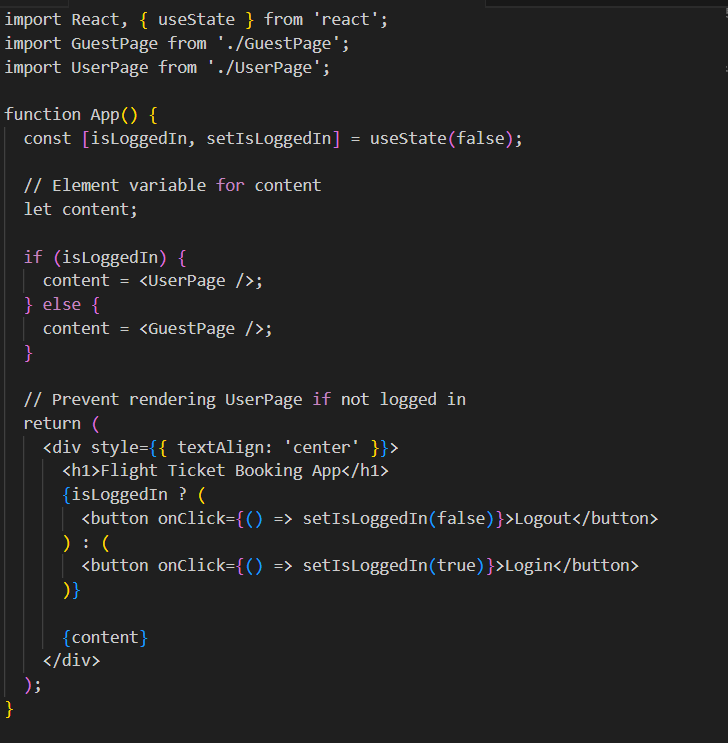 import React, { useState } from 'react';
import GuestPage from './GuestPage';
import UserPage from './UserPage';

function App() {
  const [isLoggedIn, setIsLoggedIn] = useState(false);

  // Element variable for content
  let content;

  if (isLoggedIn) {
    content = <UserPage />;
  } else {
    content = <GuestPage />;
  }

  // Prevent rendering UserPage if not logged in
  return (
    <div style={{ textAlign: 'center' }}>
      <h1>Flight Ticket Booking App</h1>
      {isLoggedIn ? (
        <button onClick={() => setIsLoggedIn(false)}>Logout</button>
      ) : (
        <button onClick={() => setIsLoggedIn(true)}>Login</button>
      )}

      {content}
    </div>
  );
}